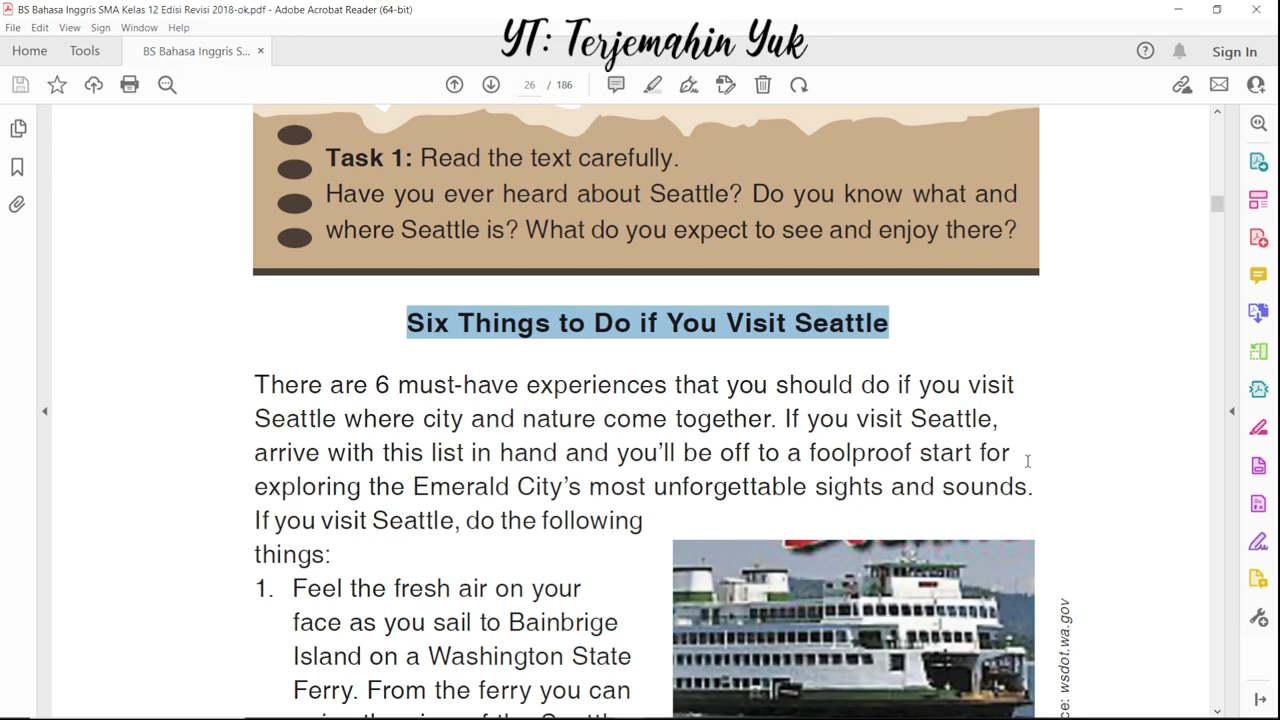 BS Bahasa Inggris SMA Kelas 12 Edisi Revisi 2018-ok.pdf - Adobe Acrobat Reader (64-bit)
YT: Terjemahin Yuk
File Edit View Sign Window Help
Home Tools BS Bahasa Inggris S... ×
? Sign In
26 / 186
Task 1: Read the text carefully.
Have you ever heard about Seattle? Do you know what and
where Seattle is? What do you expect to see and enjoy there?
Six Things to Do if You Visit Seattle
There are 6 must-have experiences that you should do if you visit
Seattle where city and nature come together. If you visit Seattle,
arrive with this list in hand and you'll be off to a foolproof start for
exploring the Emerald City's most unforgettable sights and sounds.
If you visit Seattle, do the following
things:
1. Feel the fresh air on your
face as you sail to Bainbrige
Island on a Washington State
Ferry. From the ferry you can
ce: wsdot.wa.gov